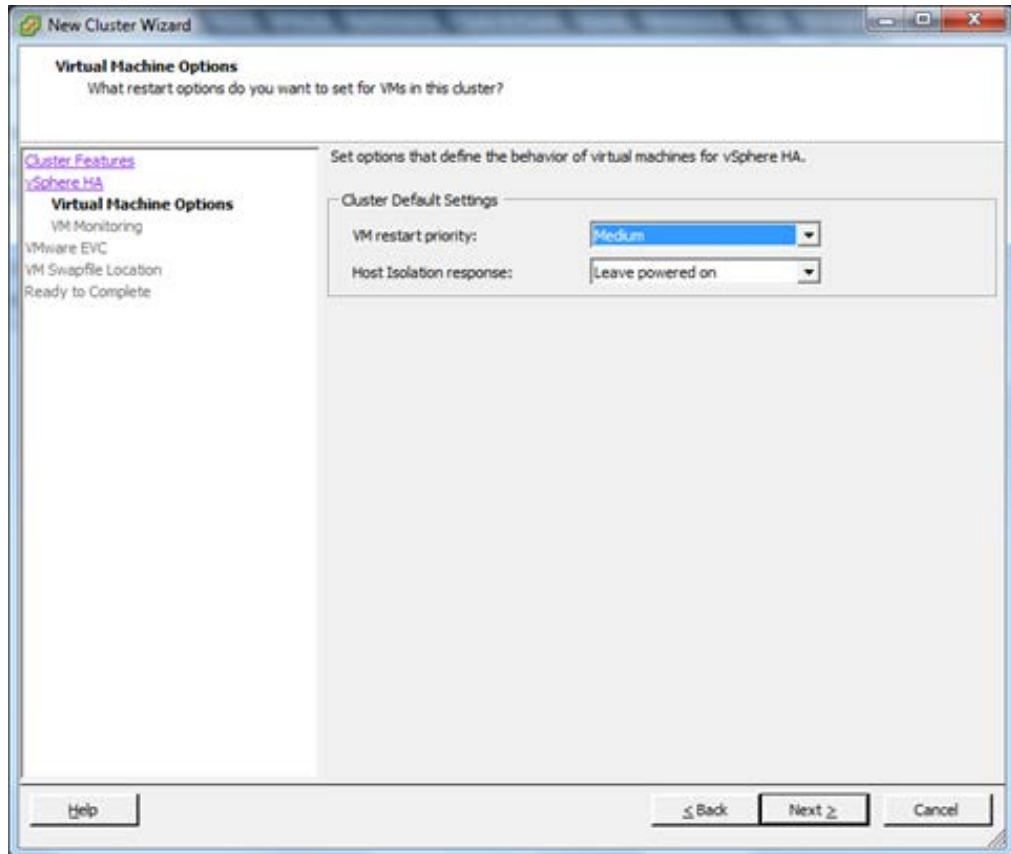 New Cluster Wizard
Virtual Machine Options
What restart options do you want to set for VMs in this cluster?
Cluster Features
vSphere HA
Virtual Machine Options
VM Monitoring
VMware EVC
VM Swapfile Location
Ready to Complete
Set options that define the behavior of virtual machines for vSphere HA.
Cluster Default Settings
VM restart priority: Medium
Host Isolation response: Leave powered on
Help
< Back
Next >
Cancel